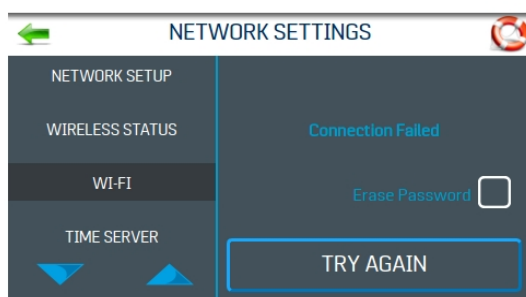 NETWORK SETTINGS
NETWORK SETUP
WIRELESS STATUS
WI-FI
TIME SERVER
Connection Failed
Erase Password
TRY AGAIN